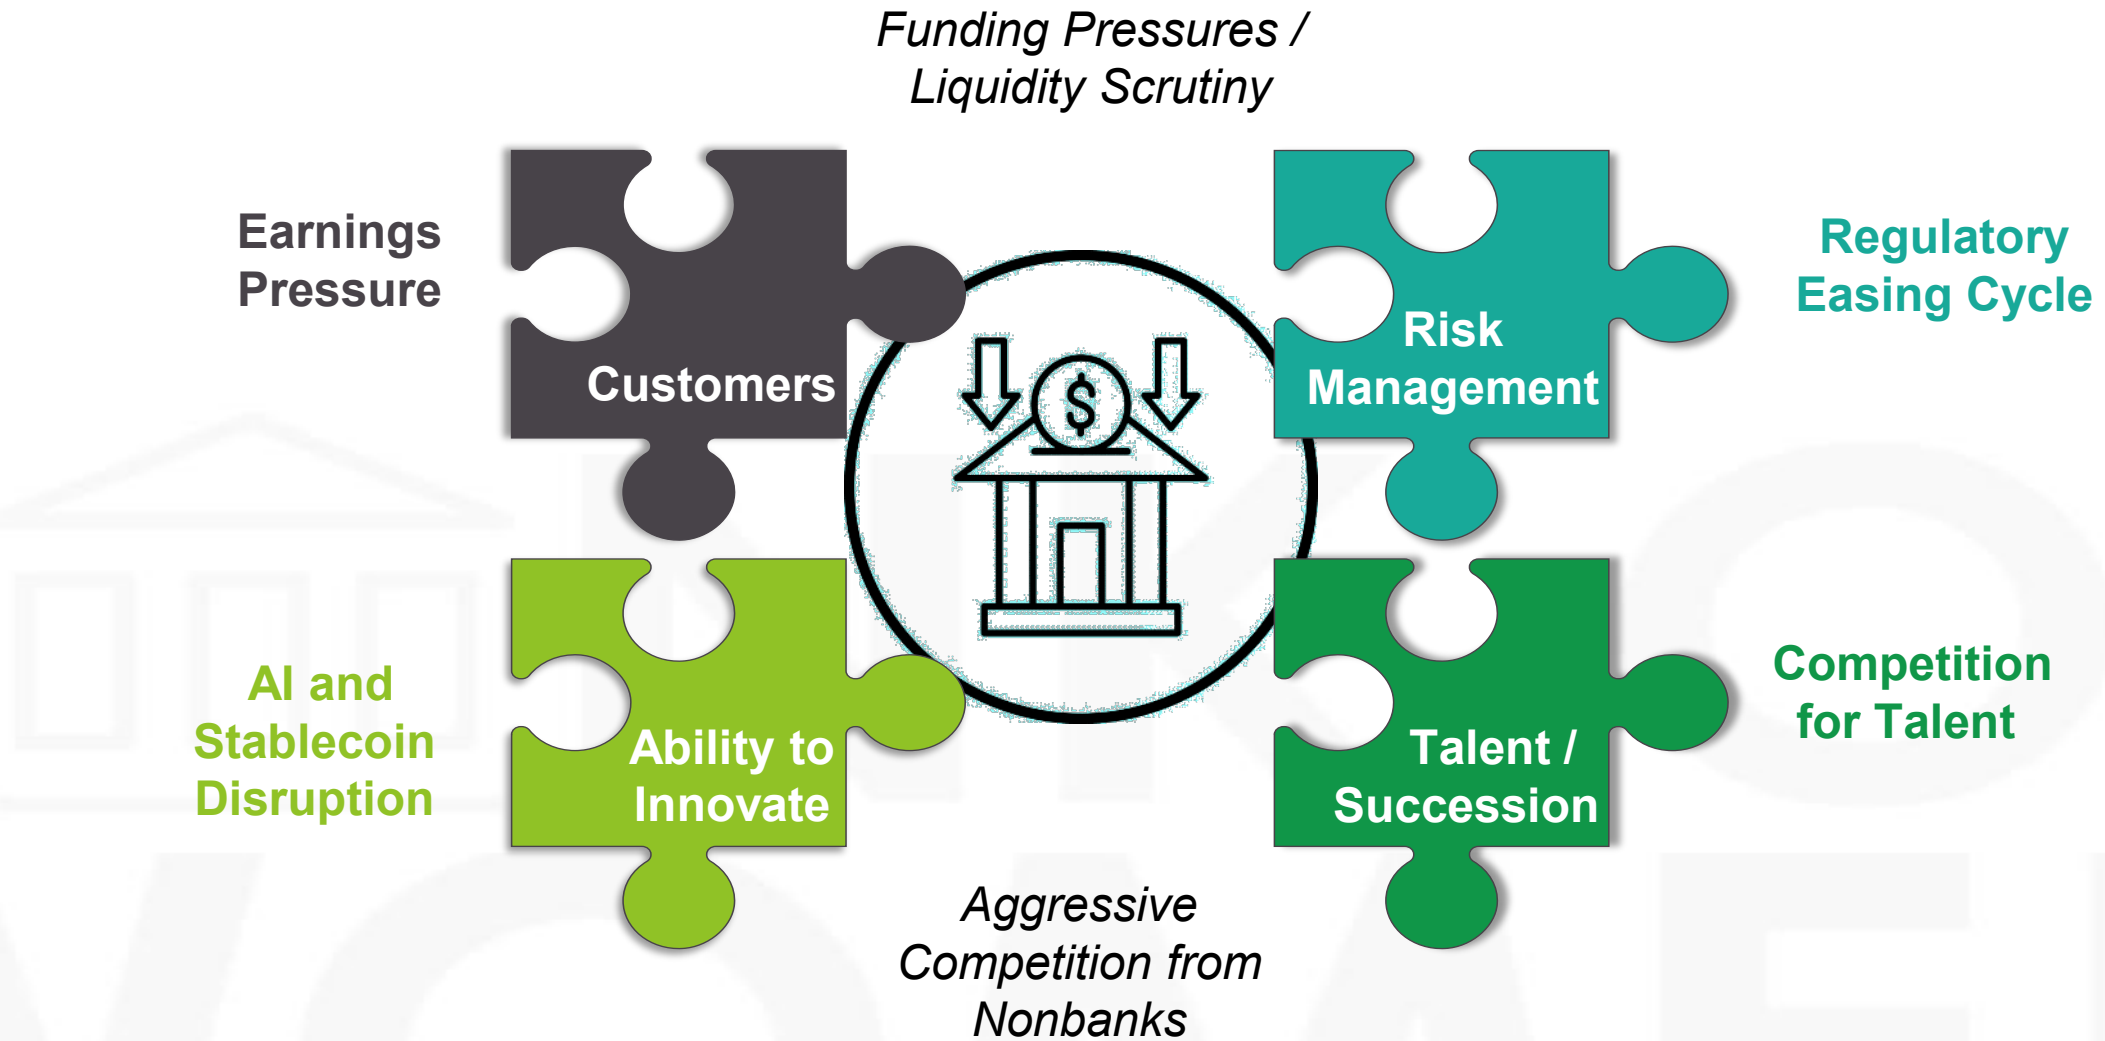 Funding Pressures /
Liquidity Scrutiny
Earnings
Pressure
Customers
Risk
Management
Regulatory
Easing Cycle
$
AI and
Stablecoin
Disruption
Ability to
Innovate
Talent /
Succession
Competition
for Talent
Aggressive
Competition from
Nonbanks